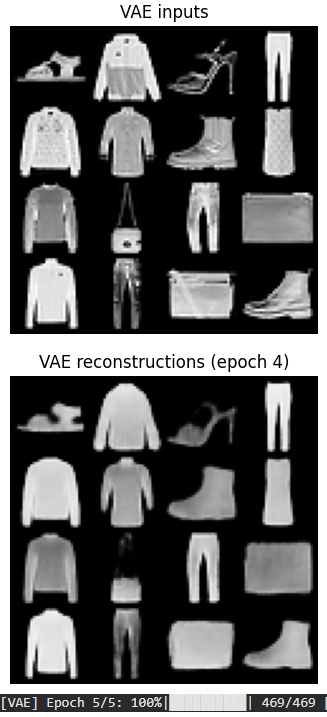 VAE inputs
VAE reconstructions (epoch 4)
[VAE] Epoch 5/5: 100%| | 469/469 [